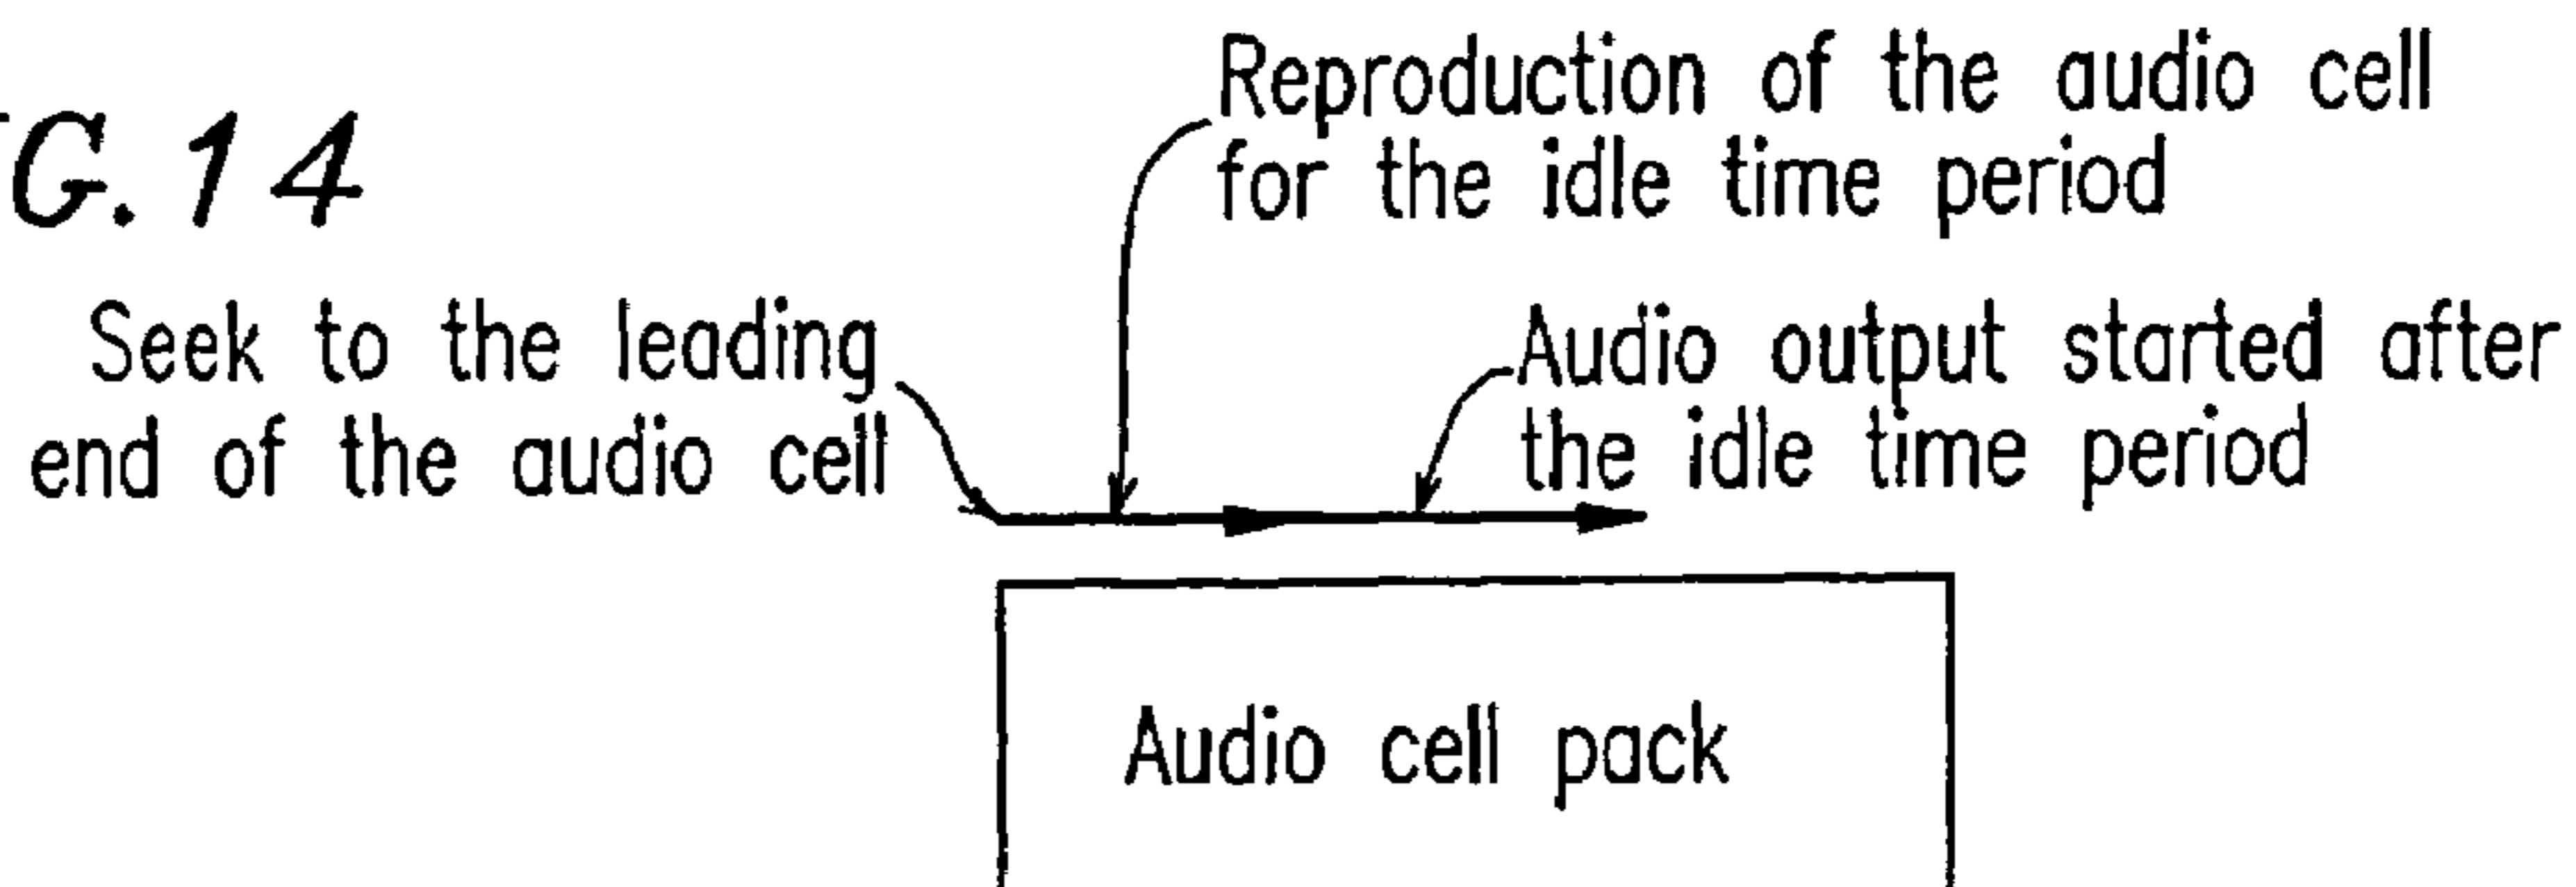 G.14
Reproduction of the audio cell
for the idle time period
Seek to the leading
end of the audio cell
Audio output started after
the idle time period
Audio cell pack